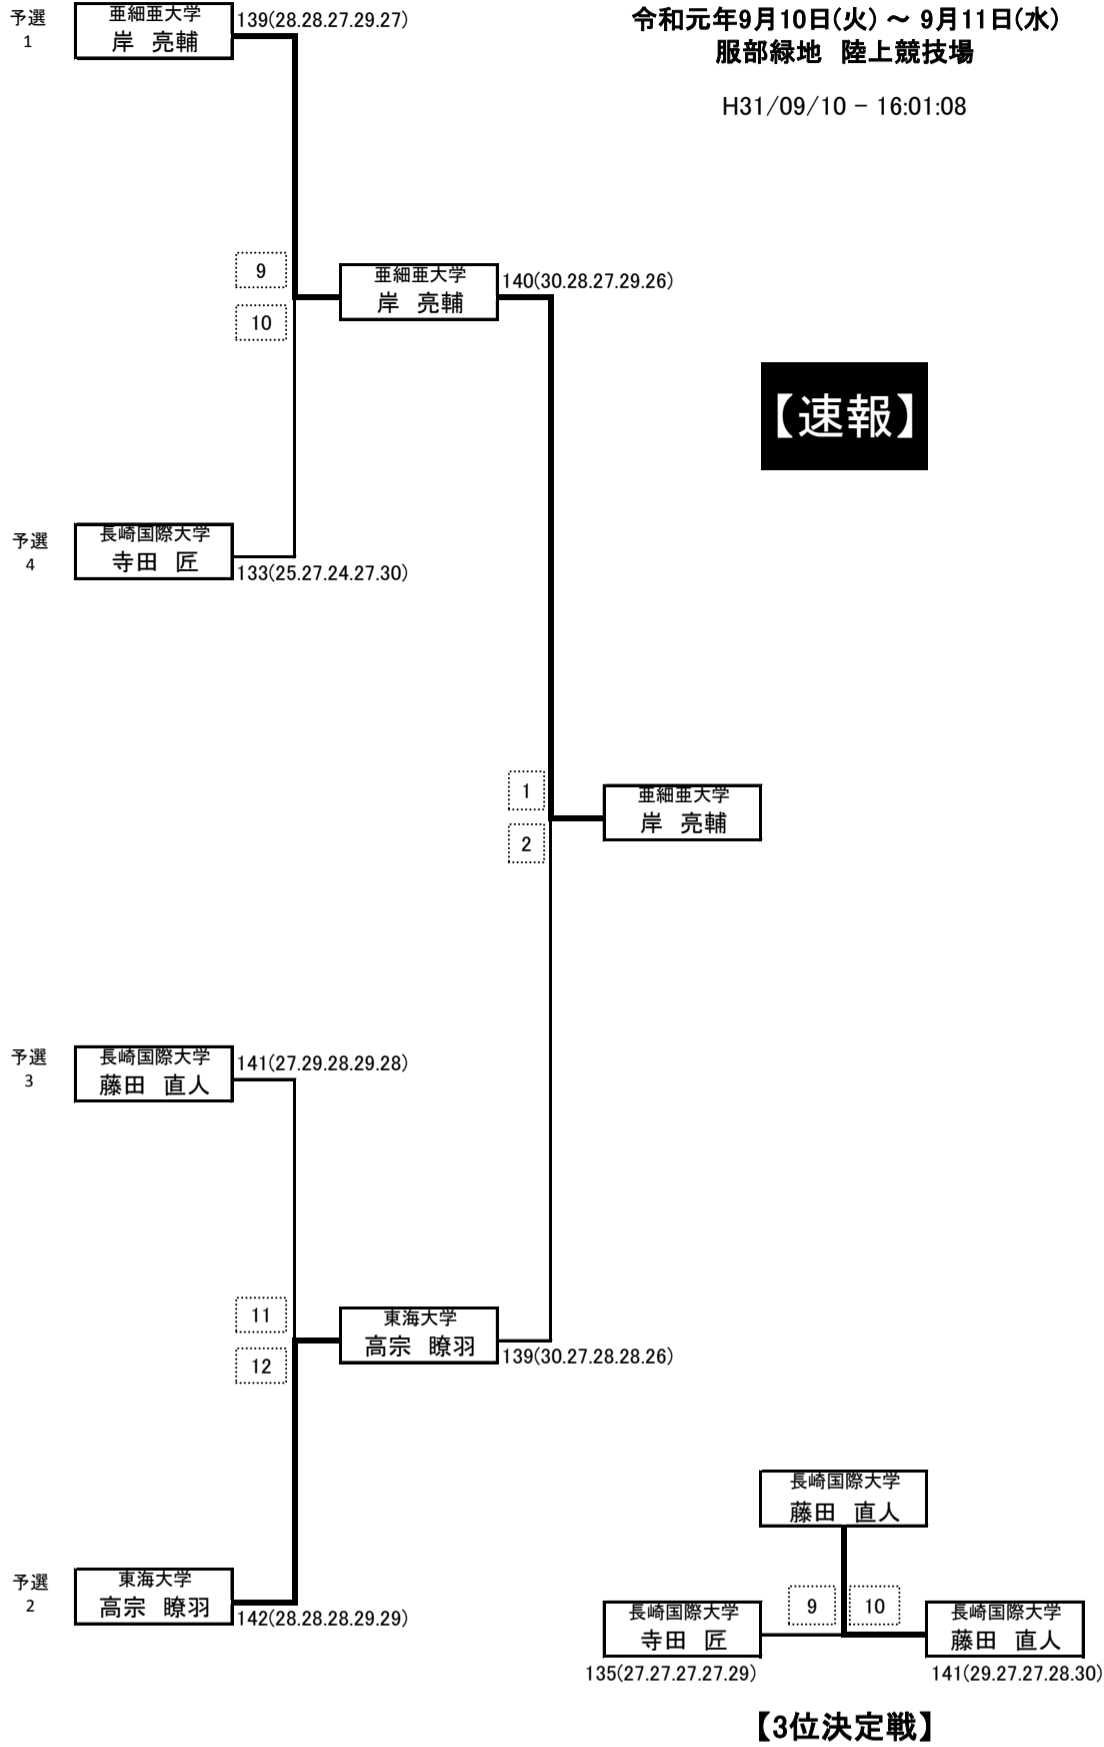 令和元年9月10日(火) ~ 9月11日(水)
服部緑地 陸上競技場
H31/09/10 - 16:01:08
【速報】
予選
1
亜細亜大学
岸 亮輔
139(28.28.27.29.27)
9
10
亜細亜大学
岸 亮輔
140(30.28.27.29.26)
予選
4
長崎国際大学
寺田 匠
133(25.27.24.27.30)
1
2
亜細亜大学
岸 亮輔
予選
3
長崎国際大学
藤田 直人
141(27.29.28.29.28)
11
12
東海大学
高宗 瞭羽
139(30.27.28.28.26)
予選
2
東海大学
高宗 瞭羽
142(28.28.28.29.29)
長崎国際大学
藤田 直人
9
10
長崎国際大学
寺田 匠
135(27.27.27.27.29)
長崎国際大学
藤田 直人
141(29.27.27.28.30)
【3位決定戦】